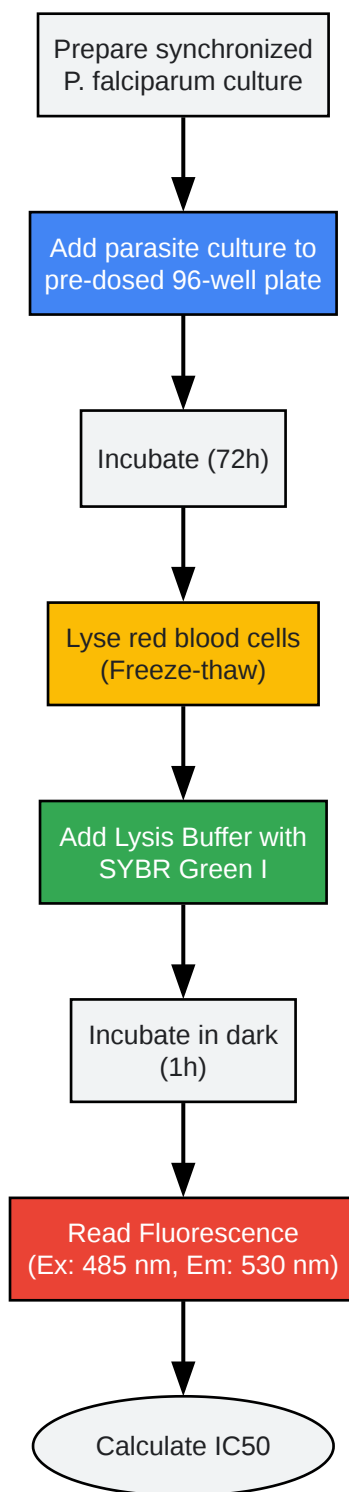 Prepare synchronized
P. falciparum culture
Add parasite culture to
pre-dosed 96-well plate
Incubate (72h)
Lyse red blood cells
(Freeze-thaw)
Add Lysis Buffer with
SYBR Green I
Incubate in dark
(1h)
Read Fluorescence
(Ex: 485 nm, Em: 530 nm)
Calculate IC50